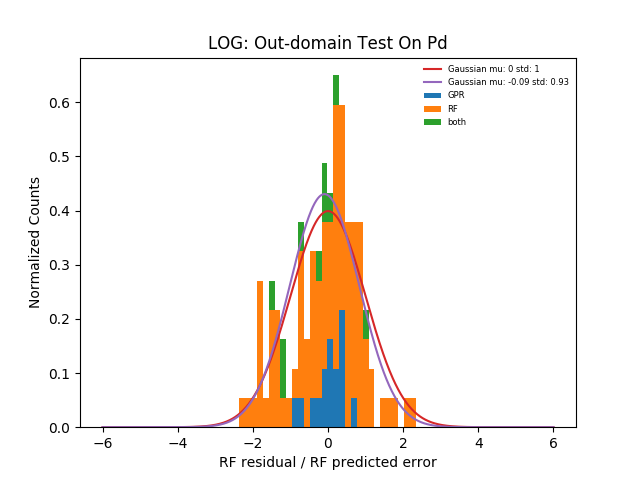 LOG: Out-domain Test On Pd
Gaussian mu: 0 std: 1
Gaussian mu: -0.09 std: 0.93
GPR
RF
both
Normalized Counts
0.6
0.5
0.4
0.3
0.2
0.1
0.0
−6 −4 −2 0 2 4 6
RF residual / RF predicted error